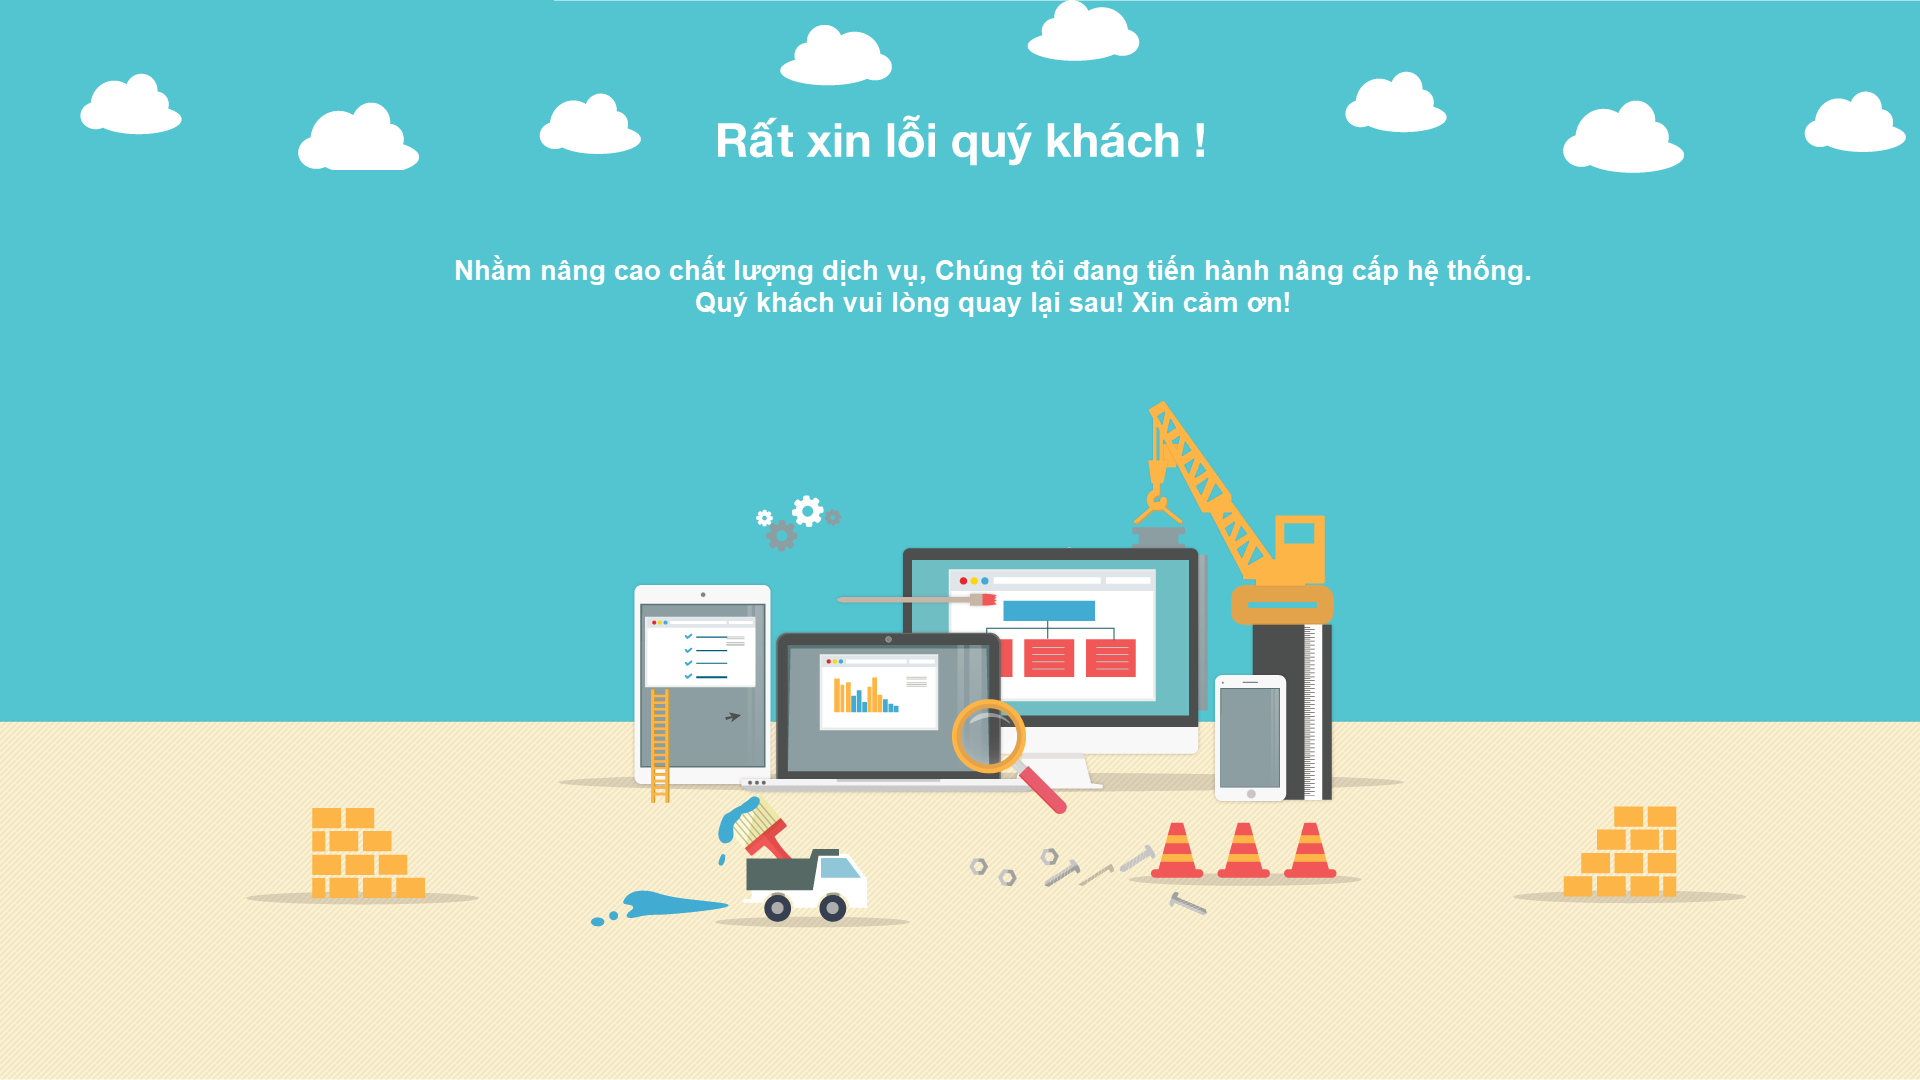 Rất xin lỗi quý khách !
Nhằm nâng cao chất lượng dịch vụ, Chúng tôi đang tiến hành nâng cấp hệ thống.
Quý khách vui lòng quay lại sau! Xin cảm ơn!